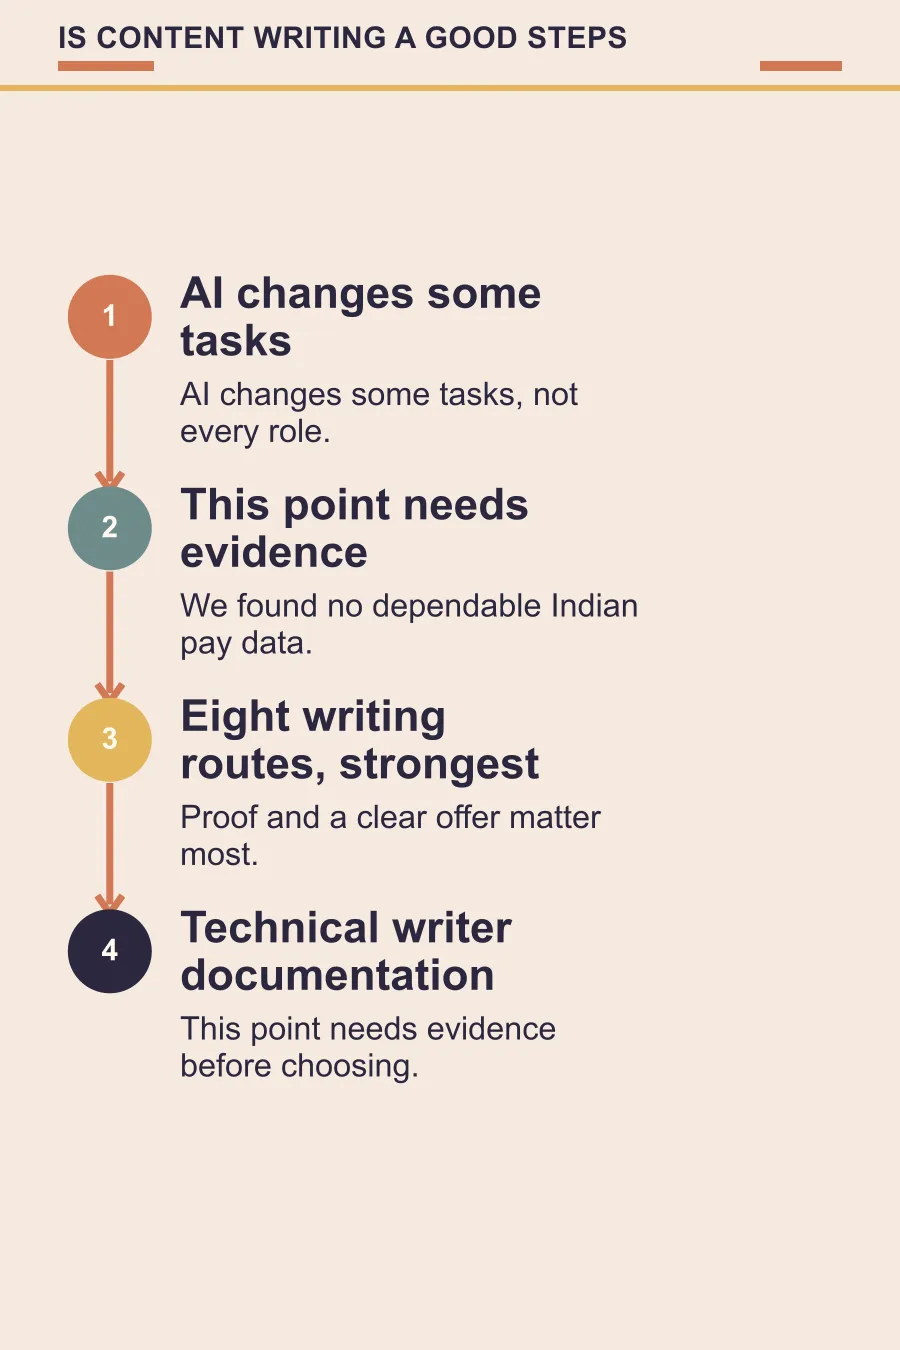 IS CONTENT WRITING A GOOD STEPS
1
AI changes some
tasks
AI changes some tasks, not
every role.
2
This point needs
evidence
We found no dependable Indian
pay data.
3
Eight writing
routes, strongest
Proof and a clear offer matter
most.
4
Technical writer
documentation
This point needs evidence
before choosing.